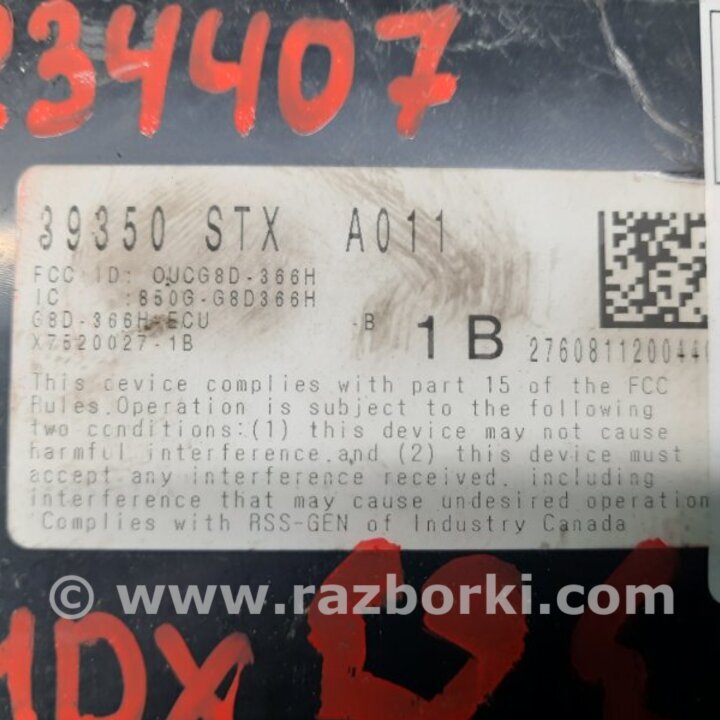 234407
39350 STX A011
FCC ID: OUCG8D-366H
IC :850G-G8D366H
G8D-366H-ECU -B
X7520027-1B 1B 2760811200440
This device complies with part 15 of the FCC
Rules.Operation is subject to the following
two conditions:(1) this device may not cause
harmful interference.and (2) this device must
accept any interference received, including
interference that may cause undesired operation
Complies with RSS-GEN of Industry Canada
© www.razborki.com
MDX